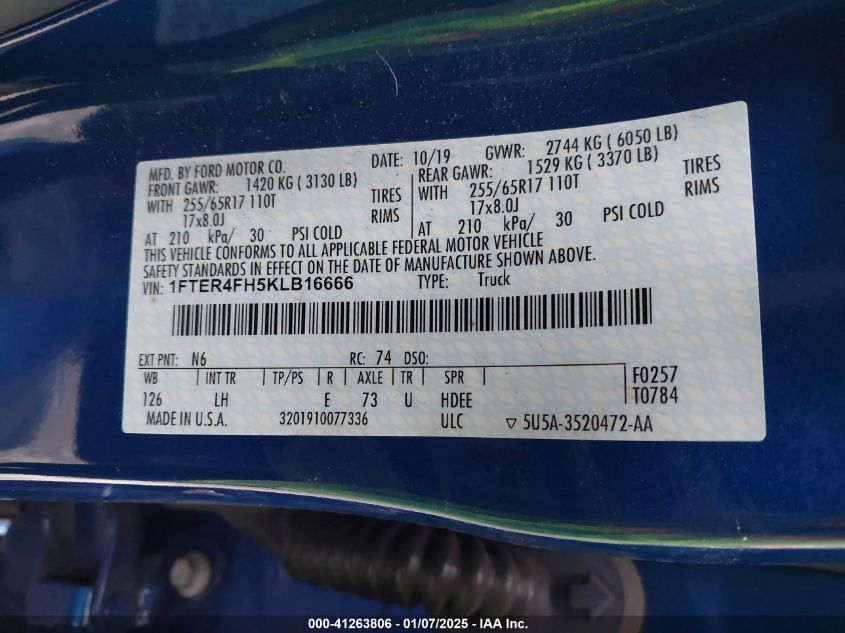 MFD. BY FORD MOTOR CO. DATE: 10/19 GVWR: 2744 KG ( 6050 LB)
FRONT GAWR: 1420 KG ( 3130 LB) REAR GAWR: 1529 KG ( 3370 LB)
WITH 255/65R17 110T TIRES WITH 255/65R17 110T TIRES
17x8.0J RIMS 17x8.0J RIMS
AT 210 kPa/ 30 PSI COLD AT 210 kPa/ 30 PSI COLD
THIS VEHICLE CONFORMS TO ALL APPLICABLE FEDERAL MOTOR VEHICLE
SAFETY STANDARDS IN EFFECT ON THE DATE OF MANUFACTURE SHOWN ABOVE.
VIN: 1FTER4FH5KLB16666 TYPE: Truck
EXT PNT: N6 RC: 74 DSO:
WB INT TR TP/PS R AXLE TR SPR F0257
126 LH E 73 U HDEE T0784
MADE IN U.S.A. 3201910077336 ULC ▽ 5U5A-3520472-AA
000-41263806 - 01/07/2025 - IAA Inc.